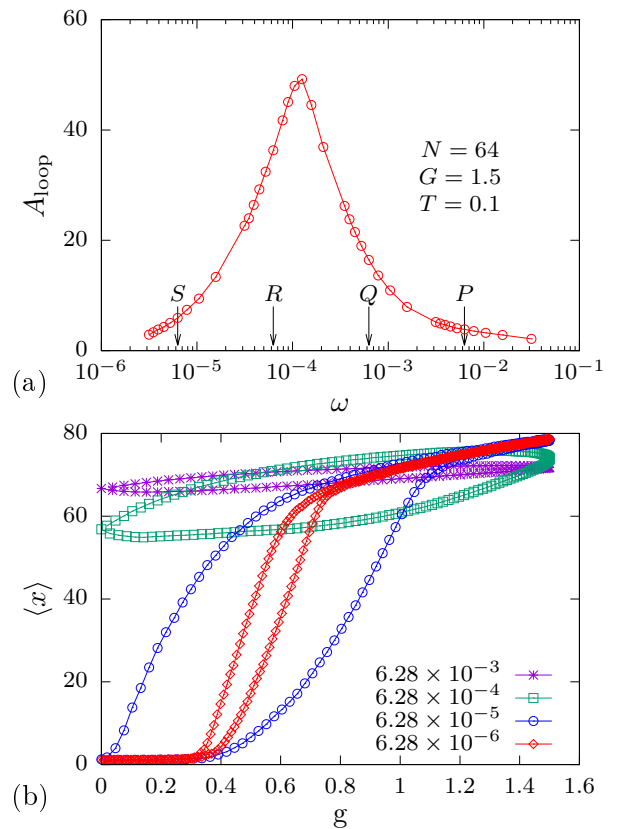 60
40
20
0
A_loop
N = 64
G = 1.5
T = 0.1
S R Q P
10⁻⁶ 10⁻⁵ 10⁻⁴ 10⁻³ 10⁻² 10⁻¹
(a)
ω
80
60
40
20
0
⟨x⟩
6.28 × 10⁻³
6.28 × 10⁻⁴
6.28 × 10⁻⁵
6.28 × 10⁻⁶
0 0.2 0.4 0.6 0.8 1 1.2 1.4 1.6
(b)
g